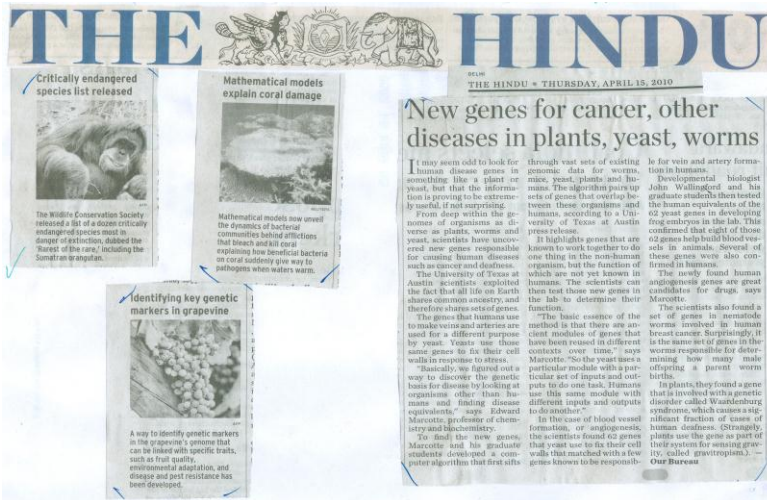 THE HINDU
DELHI
THE HINDU • THURSDAY, APRIL 15, 2010
Critically endangered
species list released
The Wildlife Conservation Society
released a list of a dozen critically
endangered species most in
danger of extinction, dubbed the
'Rarest of the rare,' including the
Sumatran orangutan.
Mathematical models
explain coral damage
Mathematical models now unveil
the dynamics of bacterial
communities behind afflictions
that bleach and kill coral
explaining how beneficial bacteria
on coral suddenly give way to
pathogens when waters warm.
Identifying key genetic
markers in grapevine
A way to identify genetic markers
in the grapevine's genome that
can be linked with specific traits,
such as fruit quality,
environmental adaptation, and
disease and pest resistance has
been developed.
New genes for cancer, other
diseases in plants, yeast, worms
It may seem odd to look for
human disease genes in
something like a plant or
yeast, but that the informa-
tion is proving to be extreme-
ly useful, if not surprising.
From deep within the ge-
nomes of organisms as di-
verse as plants, worms and
yeast, scientists have uncov-
ered new genes responsible
for causing human diseases
such as cancer and deafness.
The University of Texas at
Austin scientists exploited
the fact that all life on Earth
shares common ancestry, and
therefore shares sets of genes.
The genes that humans use
to make veins and arteries are
used for a different purpose
by yeast. Yeasts use those
same genes to fix their cell
walls in response to stress.
"Basically, we figured out a
way to discover the genetic
basis for disease by looking at
organisms other than hu-
mans and finding disease
equivalents," says Edward
Marcotte, professor of chem-
istry and biochemistry.
To find the new genes,
Marcotte and his graduate
students developed a com-
puter algorithm that first sifts
through vast sets of existing
genomic data for worms,
mice, yeast, plants and hu-
mans. The algorithm pairs up
sets of genes that overlap be-
tween these organisms and
humans, according to a Uni-
versity of Texas at Austin
press release.
It highlights genes that are
known to work together to do
one thing in the non-human
organism, but the function of
which are not yet known in
humans. The scientists can
then test those new genes in
the lab to determine their
function.
"The basic essence of the
method is that there are an-
cient modules of genes that
have been reused in different
contexts over time," says
Marcotte. "So the yeast uses a
particular module with a par-
ticular set of inputs and out-
puts to do one task. Humans
use this same module with
different inputs and outputs
to do another."
In the case of blood vessel
formation, or angiogenesis,
the scientists found 62 genes
that yeast use to fix their cell
walls that matched with a few
genes known to be responsib-
le for vein and artery forma-
tion in humans.
Developmental biologist
John Wallingford and his
graduate students then tested
the human equivalents of the
62 yeast genes in developing
frog embryos in the lab. This
confirmed that eight of those
62 genes help build blood ves-
sels in animals. Several of
these genes were also con-
firmed in humans.
The newly found human
angiogenesis genes are great
candidates for drugs, says
Marcotte.
The scientists also found a
set of genes in nematode
worms involved in human
breast cancer. Surprisingly, it
is the same set of genes in the
worms responsible for deter-
mining how many male
offspring a parent worm
births.
In plants, they found a gene
that is involved with a genetic
disorder called Waardenburg
syndrome, which causes a sig-
nificant fraction of cases of
human deafness. (Strangely,
plants use the gene as part of
their system for sensing grav-
ity, called gravitropism.) —
Our Bureau